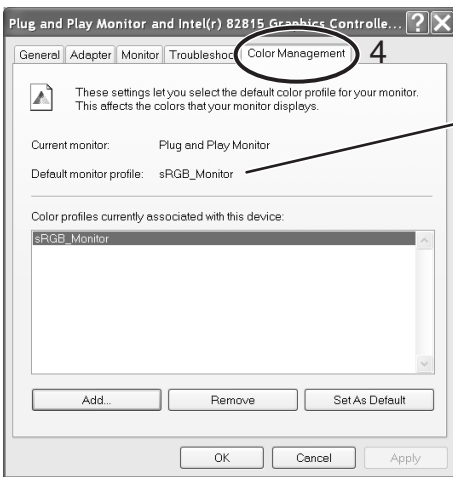 Plug and Play Monitor and Intel(r) 82815 Graphics Controlle... ? X
General Adapter Monitor Troubleshoo Color Management 4
These settings let you select the default color profile for your monitor.
This affects the colors that your monitor displays.
Current monitor: Plug and Play Monitor
Default monitor profile: sRGB_Monitor
Color profiles currently associated with this device:
sRGB_Monitor
Add... Remove Set As Default
OK Cancel Apply